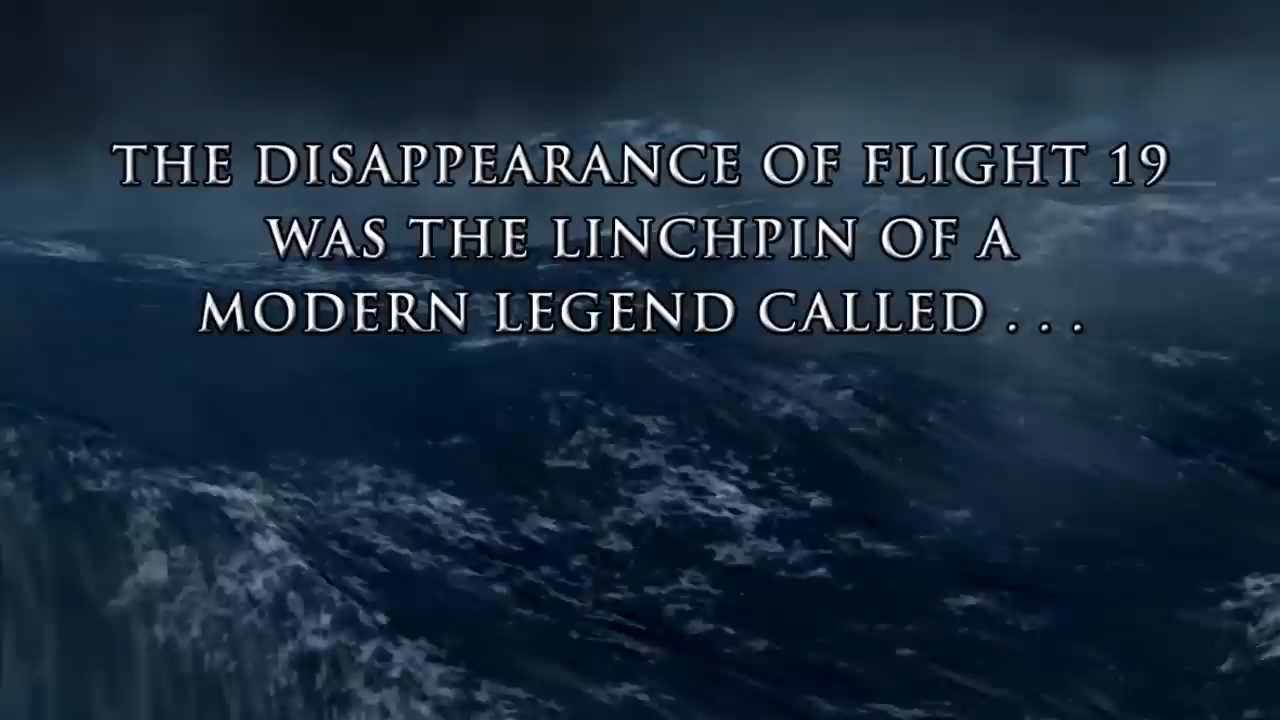 THE DISAPPEARANCE OF FLIGHT 19
WAS THE LINCHPIN OF A
MODERN LEGEND CALLED . . .